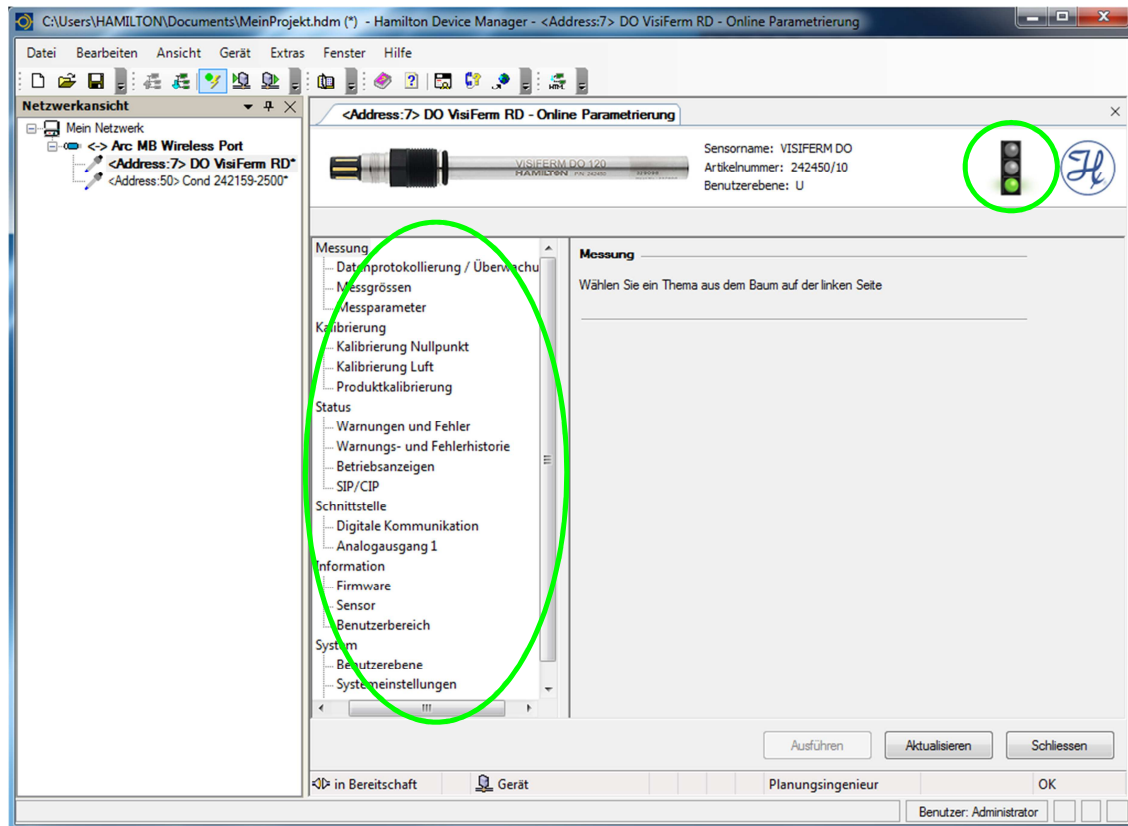 C:\Users\HAMILTON\Documents\MeinProjekt.hdm (*) - Hamilton Device Manager - <Address:7> DO VisiFerm RD - Online Parametrierung
Datei Bearbeiten Ansicht Gerät Extras Fenster Hilfe
Netzwerkansicht
Mein Netzwerk
<-> Arc MB Wireless Port
<Address:7> DO VisiFerm RD*
<Address:50> Cond 242159-2500*
<Address:7> DO VisiFerm RD - Online Parametrierung
VISIFERM DO 120
HAMILTON
Sensorname: VISIFERM DO
Artikelnummer: 242450/10
Benutzerebene: U
Messung
Datenprotokollierung / Überwachu
Messgrössen
Messparameter
Kalibrierung
Kalibrierung Nullpunkt
Kalibrierung Luft
Produktkalibrierung
Status
Warnungen und Fehler
Warnungs- und Fehlerhistorie
Betriebsanzeigen
SIP/CIP
Schnittstelle
Digitale Kommunikation
Analogausgang 1
Information
Firmware
Sensor
Benutzerbereich
System
Benutzerebene
Systemeinstellungen
Messung
Wählen Sie ein Thema aus dem Baum auf der linken Seite
Ausführen Aktualisieren Schliessen
in Bereitschaft Gerät Planungsingenieur OK
Benutzer: Administrator